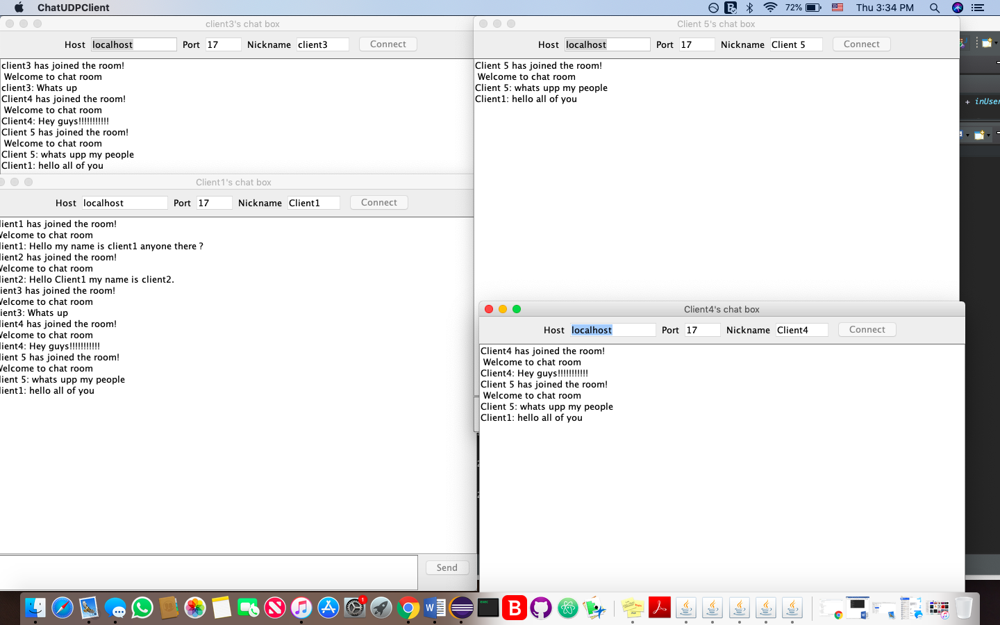 ChatUDPClient
72%
Thu 3:34 PM
client3's chat box
Host localhost Port 17 Nickname client3 Connect
client3 has joined the room!
Welcome to chat room
client3: Whats up
Client4 has joined the room!
Welcome to chat room
Client4: Hey guys!!!!!!!!!!!
Client 5 has joined the room!
Welcome to chat room
Client 5: whats upp my people
Client1: hello all of you
Client 5's chat box
Host localhost Port 17 Nickname Client 5 Connect
Client 5 has joined the room!
Welcome to chat room
Client 5: whats upp my people
Client1: hello all of you
+ inUser
Client1's chat box
Host localhost Port 17 Nickname Client1 Connect
lient1 has joined the room!
Welcome to chat room
lient1: Hello my name is client1 anyone there ?
lient2 has joined the room!
Welcome to chat room
lient2: Hello Client1 my name is client2.
ient3 has joined the room!
Welcome to chat room
ient3: Whats up
lient4 has joined the room!
Welcome to chat room
lient4: Hey guys!!!!!!!!!!!
lient 5 has joined the room!
Welcome to chat room
lient 5: whats upp my people
lient1: hello all of you
Send
Client4's chat box
Host localhost Port 17 Nickname Client4 Connect
Client4 has joined the room!
Welcome to chat room
Client4: Hey guys!!!!!!!!!!!
Client 5 has joined the room!
Welcome to chat room
Client 5: whats upp my people
Client1: hello all of you